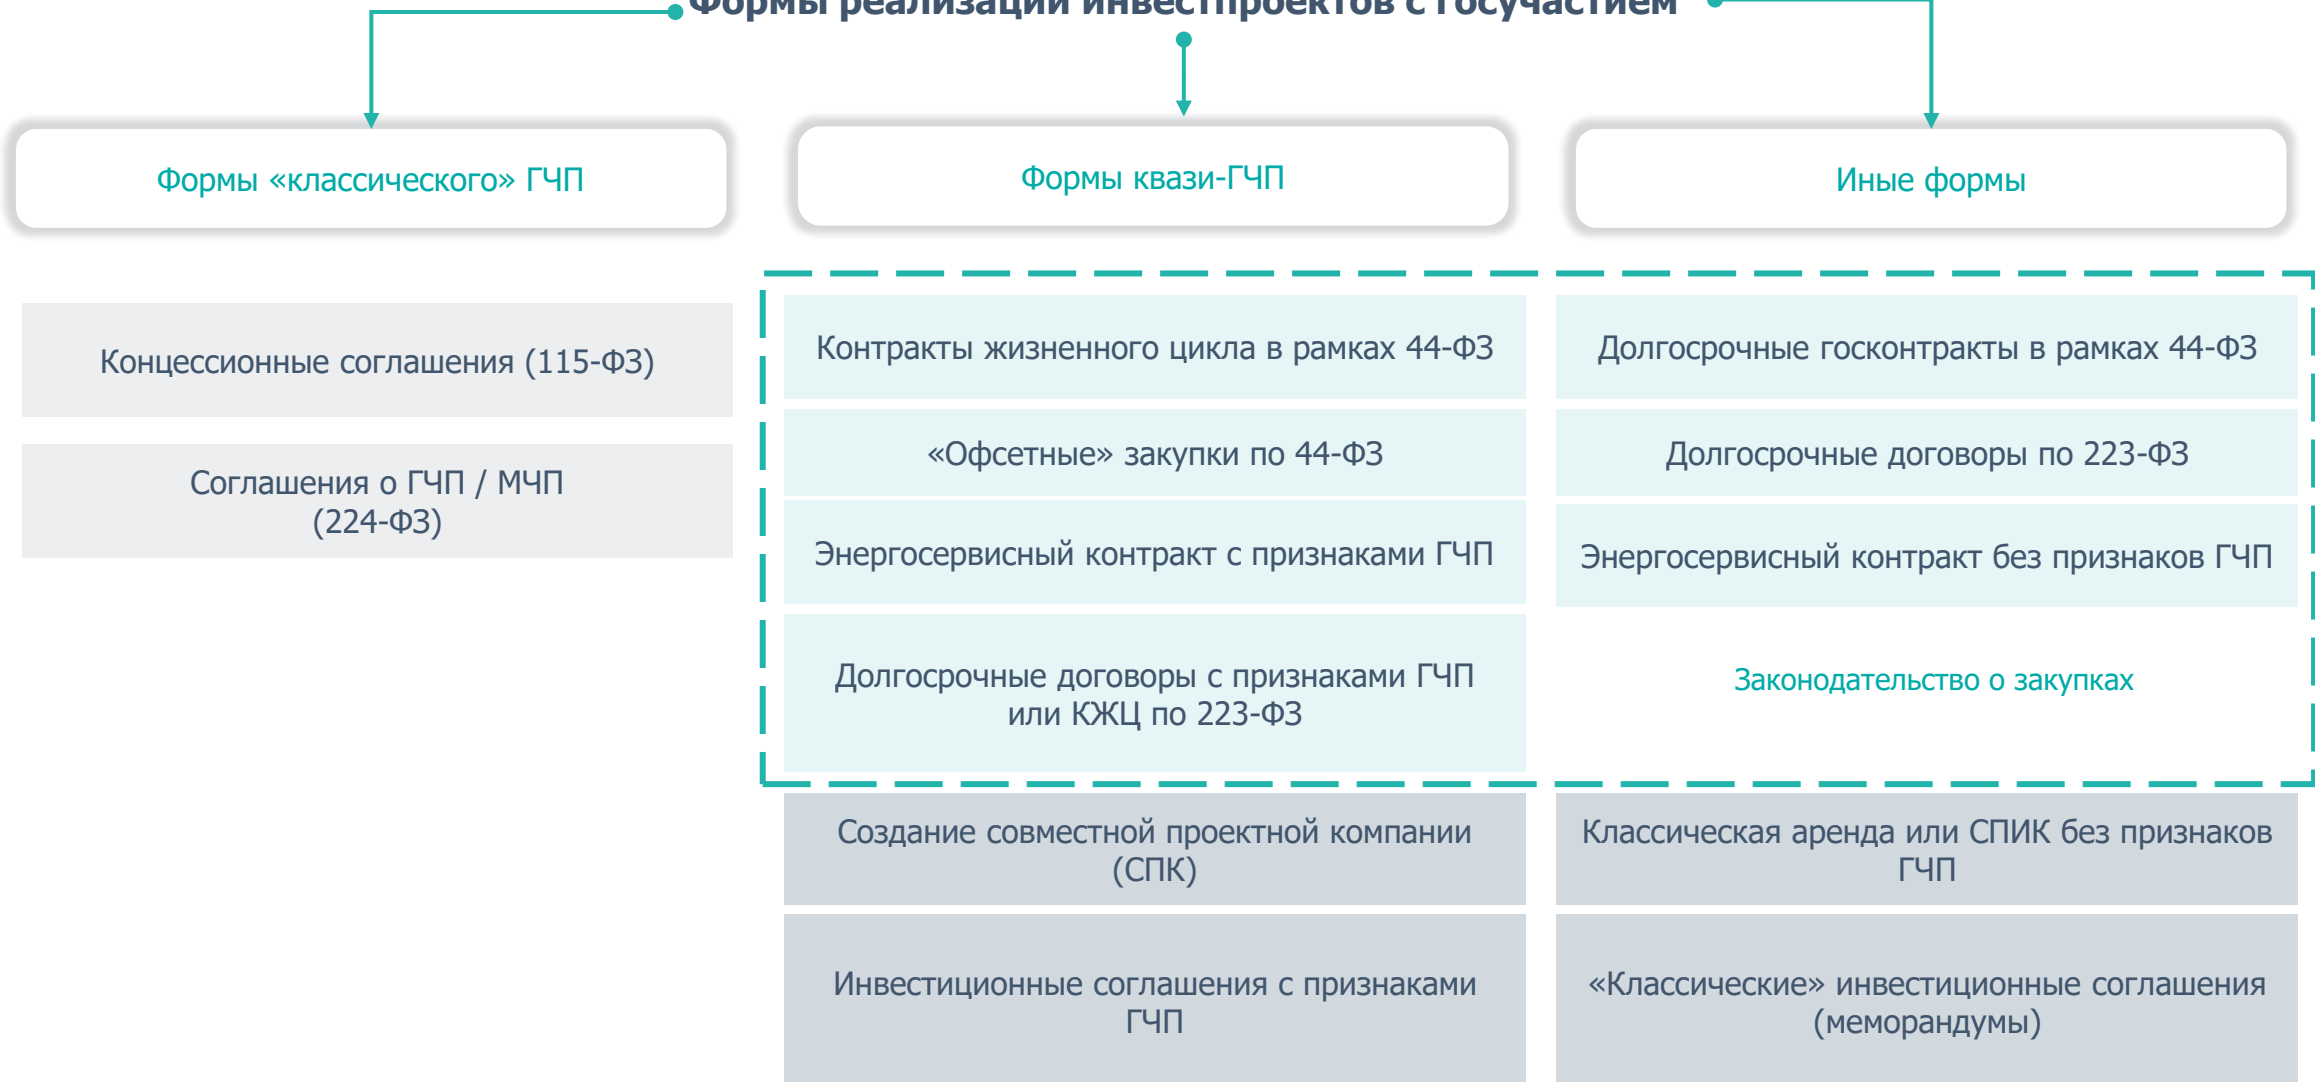 Формы реализации инвестпроектов с госучастием
Формы «классического» ГЧП
Концессионные соглашения (115-ФЗ)
Соглашения о ГЧП / МЧП
(224-ФЗ)
Формы квази-ГЧП
Контракты жизненного цикла в рамках 44-ФЗ
«Офсетные» закупки по 44-ФЗ
Энергосервисный контракт с признаками ГЧП
Долгосрочные договоры с признаками ГЧП
или КЖЦ по 223-ФЗ
Создание совместной проектной компании
(СПК)
Инвестиционные соглашения с признаками
ГЧП
Иные формы
Долгосрочные госконтракты в рамках 44-ФЗ
Долгосрочные договоры по 223-ФЗ
Энергосервисный контракт без признаков ГЧП
Законодательство о закупках
Классическая аренда или СПИК без признаков
ГЧП
«Классические» инвестиционные соглашения
(меморандумы)